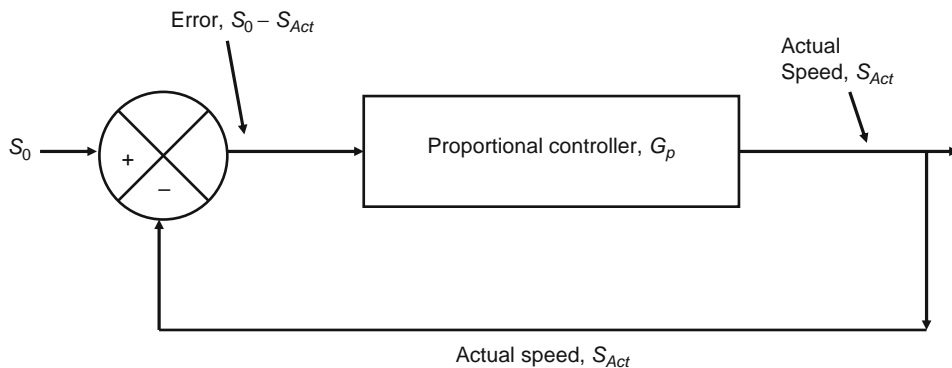 Error, S0 – SAct
Actual
Speed, SAct
S0
+
–
Proportional controller, Gp
Actual speed, SAct